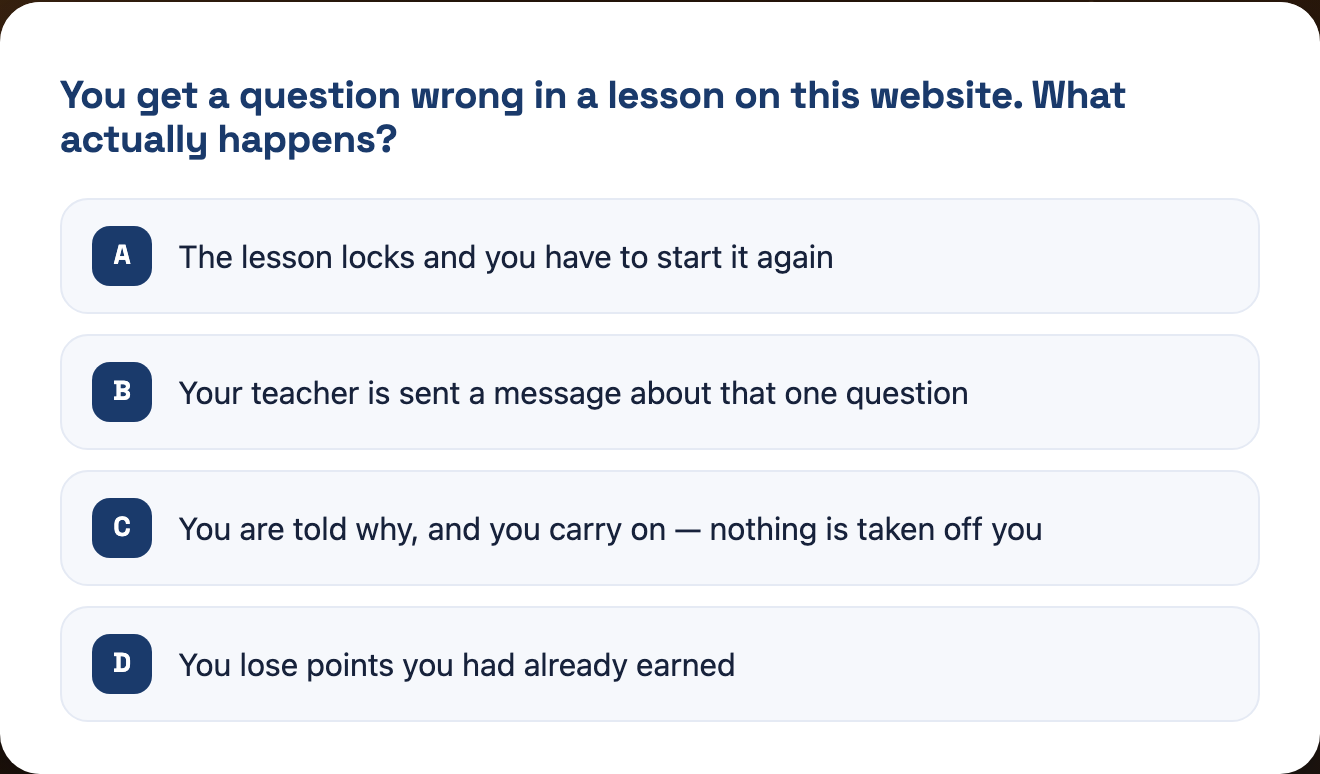 You get a question wrong in a lesson on this website. What
actually happens?
A
The lesson locks and you have to start it again
B
Your teacher is sent a message about that one question
C
You are told why, and you carry on — nothing is taken off you
D
You lose points you had already earned